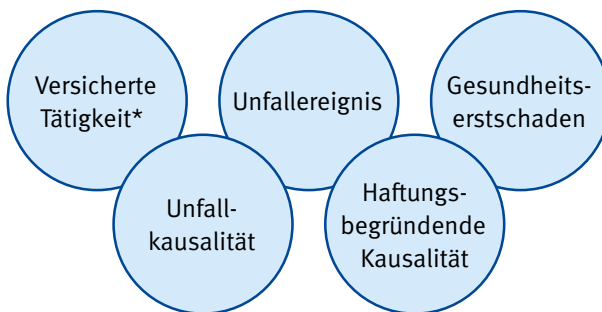 Versicherte
Tätigkeit*
Unfallereignis
Gesundheits-
erstschaden
Unfall-
kausalität
Haftungs-
begründende
Kausalität